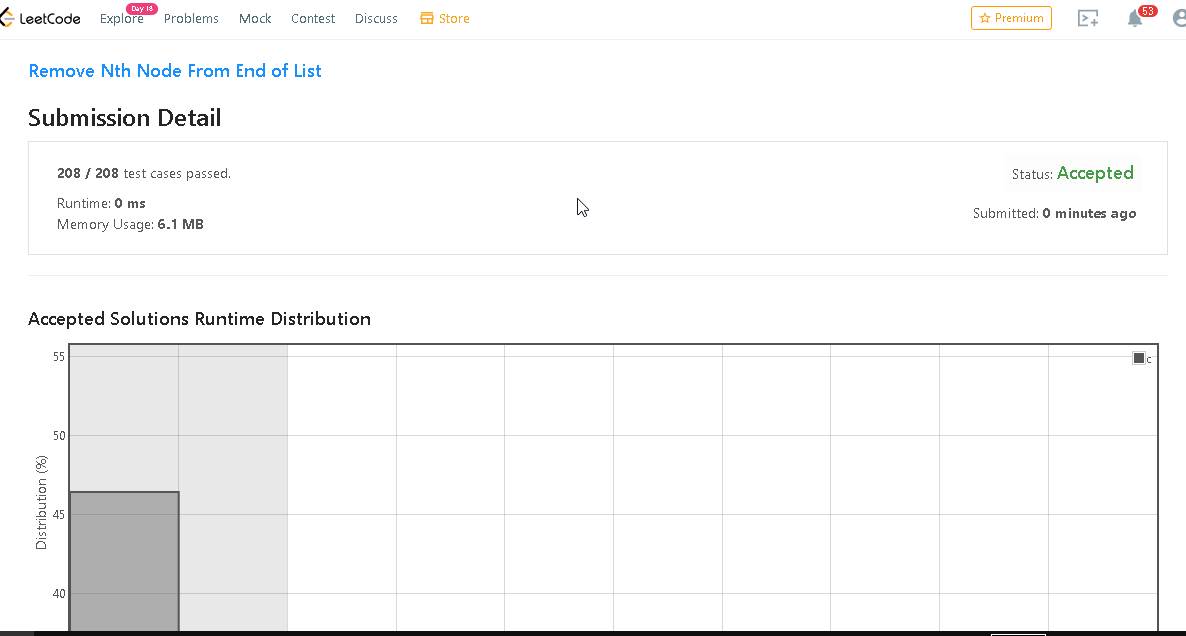 LeetCode Explore Day 18 Problems Mock Contest Discuss Store Premium 53
Remove Nth Node From End of List
Submission Detail
208 / 208 test cases passed.
Status: Accepted
Runtime: 0 ms
Submitted: 0 minutes ago
Memory Usage: 6.1 MB
Accepted Solutions Runtime Distribution
55
c
50
Distribution (%)
45
40